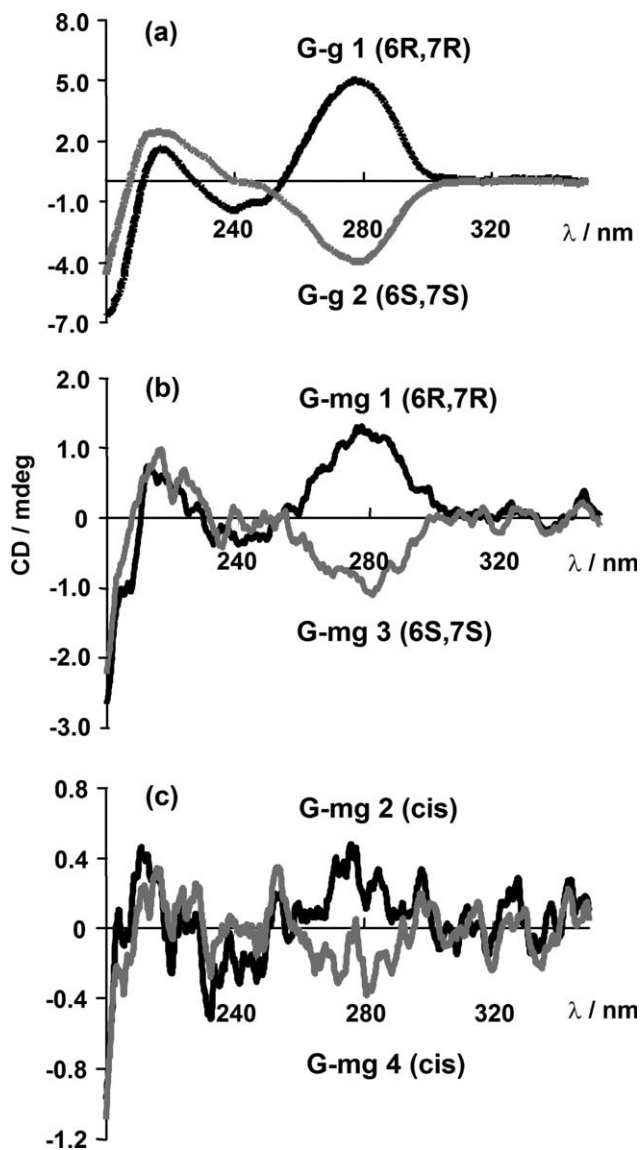 8.0
(a)
G-g 1 (6R,7R)
5.0
2.0
-1.0
240
280
320
λ / nm
-4.0
G-g 2 (6S,7S)
-7.0
2.0
(b)
G-mg 1 (6R,7R)
1.0
0
CD / mdeg
240
280
320
λ / nm
-1.0
G-mg 3 (6S,7S)
-2.0
-3.0
0.8
(c)
G-mg 2 (cis)
0.4
0
-0.4
240
280
320
λ / nm
-0.8
G-mg 4 (cis)
-1.2